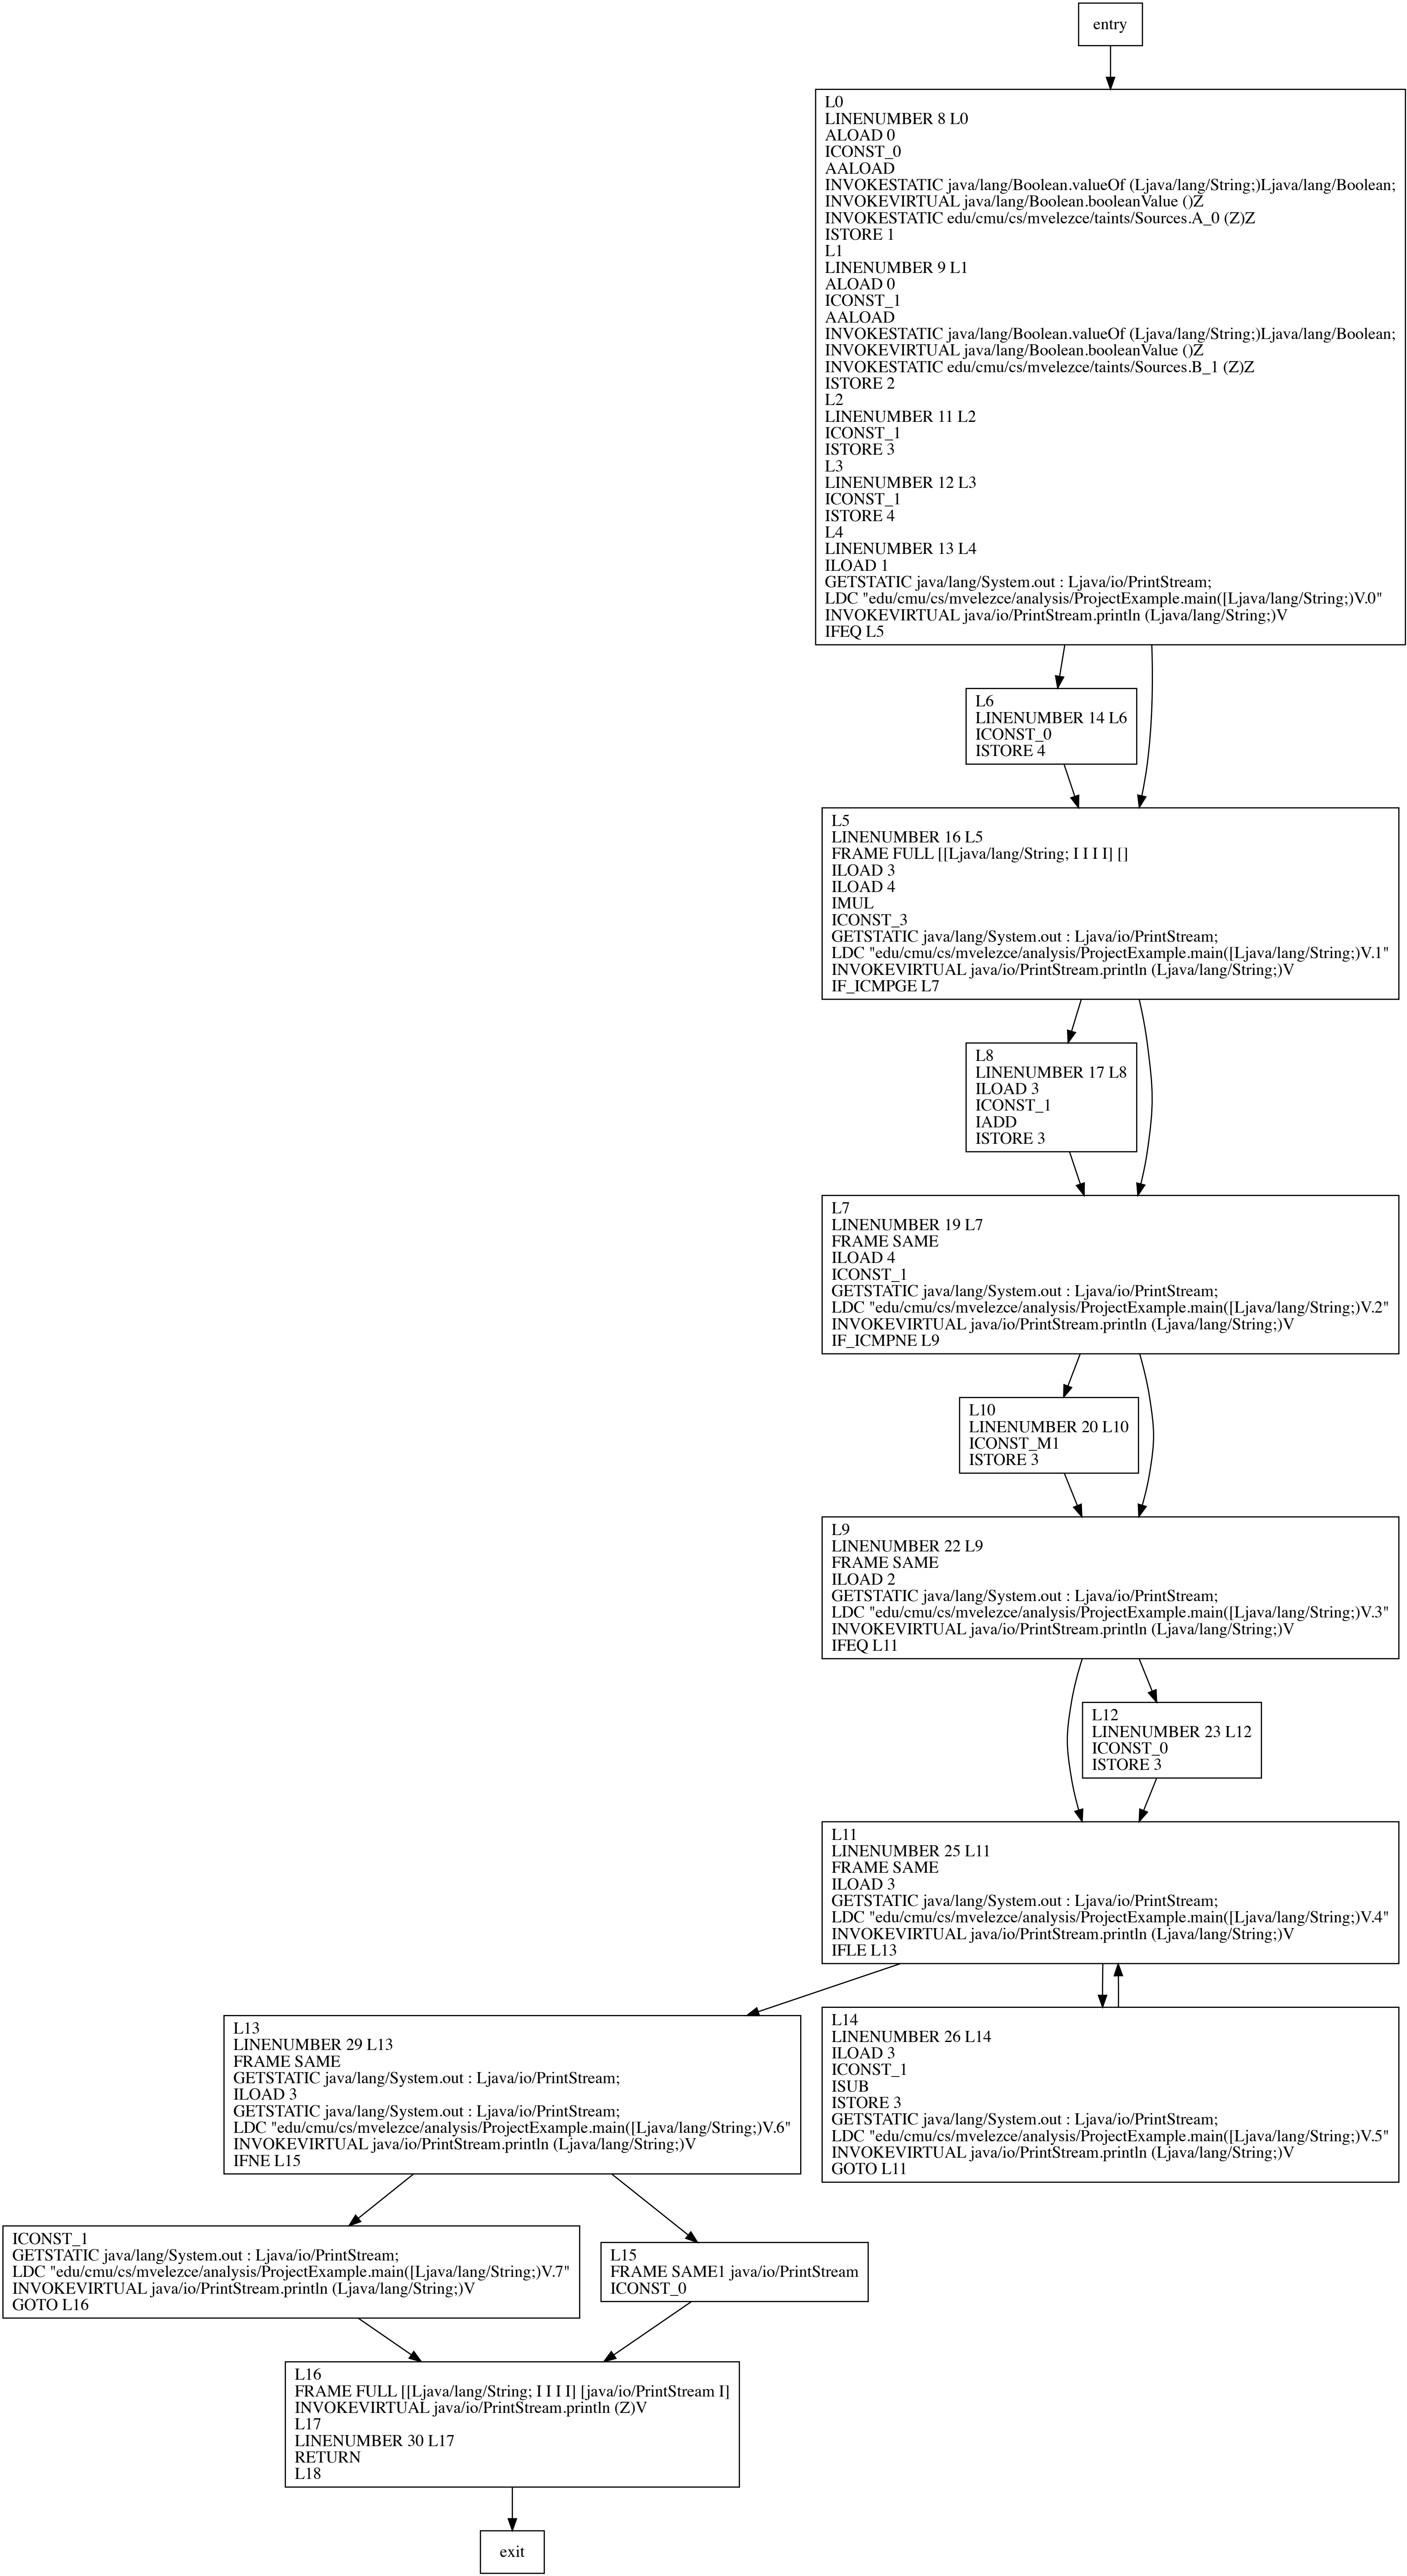 entry
L0
LINENUMBER 8 L0
ALOAD 0
ICONST_0
AALOAD
INVOKESTATIC java/lang/Boolean.valueOf (Ljava/lang/String;)Ljava/lang/Boolean;
INVOKEVIRTUAL java/lang/Boolean.booleanValue ()Z
INVOKESTATIC edu/cmu/cs/mvelezce/taints/Sources.A_0 (Z)Z
ISTORE 1
L1
LINENUMBER 9 L1
ALOAD 0
ICONST_1
AALOAD
INVOKESTATIC java/lang/Boolean.valueOf (Ljava/lang/String;)Ljava/lang/Boolean;
INVOKEVIRTUAL java/lang/Boolean.booleanValue ()Z
INVOKESTATIC edu/cmu/cs/mvelezce/taints/Sources.B_1 (Z)Z
ISTORE 2
L2
LINENUMBER 11 L2
ICONST_1
ISTORE 3
L3
LINENUMBER 12 L3
ICONST_1
ISTORE 4
L4
LINENUMBER 13 L4
ILOAD 1
GETSTATIC java/lang/System.out : Ljava/io/PrintStream;
LDC "edu/cmu/cs/mvelezce/analysis/ProjectExample.main([Ljava/lang/String;)V.0"
INVOKEVIRTUAL java/io/PrintStream.println (Ljava/lang/String;)V
IFEQ L5
L6
LINENUMBER 14 L6
ICONST_0
ISTORE 4
L5
LINENUMBER 16 L5
FRAME FULL [[Ljava/lang/String; I I I I] []
ILOAD 3
ILOAD 4
IMUL
ICONST_3
GETSTATIC java/lang/System.out : Ljava/io/PrintStream;
LDC "edu/cmu/cs/mvelezce/analysis/ProjectExample.main([Ljava/lang/String;)V.1"
INVOKEVIRTUAL java/io/PrintStream.println (Ljava/lang/String;)V
IF_ICMPGE L7
L8
LINENUMBER 17 L8
ILOAD 3
ICONST_1
IADD
ISTORE 3
L7
LINENUMBER 19 L7
FRAME SAME
ILOAD 4
ICONST_1
GETSTATIC java/lang/System.out : Ljava/io/PrintStream;
LDC "edu/cmu/cs/mvelezce/analysis/ProjectExample.main([Ljava/lang/String;)V.2"
INVOKEVIRTUAL java/io/PrintStream.println (Ljava/lang/String;)V
IF_ICMPNE L9
L10
LINENUMBER 20 L10
ICONST_M1
ISTORE 3
L9
LINENUMBER 22 L9
FRAME SAME
ILOAD 2
GETSTATIC java/lang/System.out : Ljava/io/PrintStream;
LDC "edu/cmu/cs/mvelezce/analysis/ProjectExample.main([Ljava/lang/String;)V.3"
INVOKEVIRTUAL java/io/PrintStream.println (Ljava/lang/String;)V
IFEQ L11
L12
LINENUMBER 23 L12
ICONST_0
ISTORE 3
L11
LINENUMBER 25 L11
FRAME SAME
ILOAD 3
GETSTATIC java/lang/System.out : Ljava/io/PrintStream;
LDC "edu/cmu/cs/mvelezce/analysis/ProjectExample.main([Ljava/lang/String;)V.4"
INVOKEVIRTUAL java/io/PrintStream.println (Ljava/lang/String;)V
IFLE L13
L13
LINENUMBER 29 L13
FRAME SAME
GETSTATIC java/lang/System.out : Ljava/io/PrintStream;
ILOAD 3
GETSTATIC java/lang/System.out : Ljava/io/PrintStream;
LDC "edu/cmu/cs/mvelezce/analysis/ProjectExample.main([Ljava/lang/String;)V.6"
INVOKEVIRTUAL java/io/PrintStream.println (Ljava/lang/String;)V
IFNE L15
L14
LINENUMBER 26 L14
ILOAD 3
ICONST_1
ISUB
ISTORE 3
GETSTATIC java/lang/System.out : Ljava/io/PrintStream;
LDC "edu/cmu/cs/mvelezce/analysis/ProjectExample.main([Ljava/lang/String;)V.5"
INVOKEVIRTUAL java/io/PrintStream.println (Ljava/lang/String;)V
GOTO L11
ICONST_1
GETSTATIC java/lang/System.out : Ljava/io/PrintStream;
LDC "edu/cmu/cs/mvelezce/analysis/ProjectExample.main([Ljava/lang/String;)V.7"
INVOKEVIRTUAL java/io/PrintStream.println (Ljava/lang/String;)V
GOTO L16
L15
FRAME SAME1 java/io/PrintStream
ICONST_0
L16
FRAME FULL [[Ljava/lang/String; I I I I] [java/io/PrintStream I]
INVOKEVIRTUAL java/io/PrintStream.println (Z)V
L17
LINENUMBER 30 L17
RETURN
L18
exit